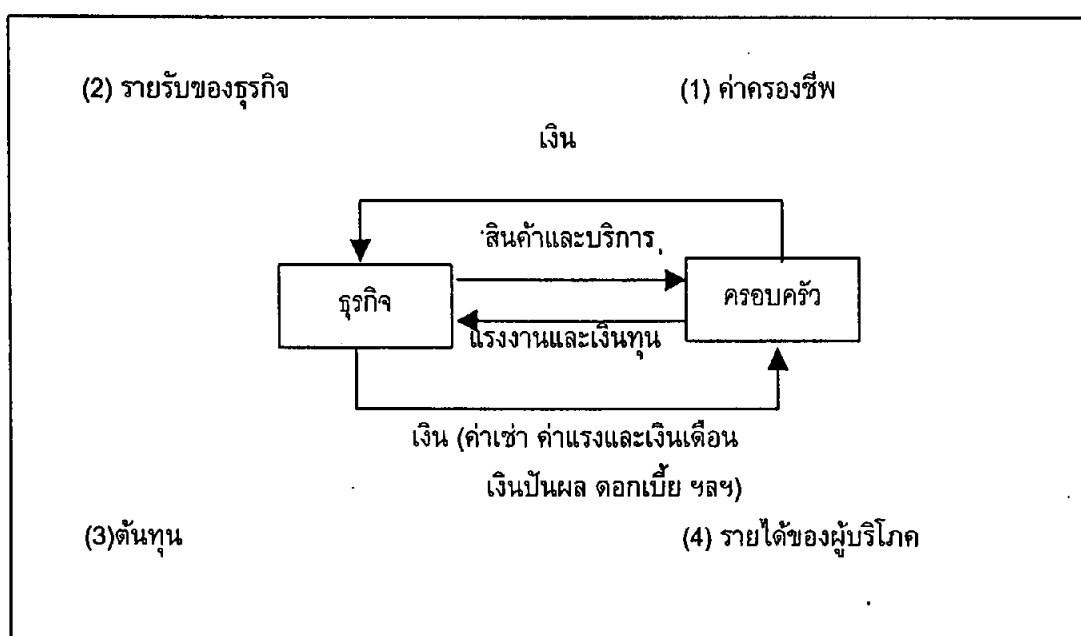 (2) รายรับของธุรกิจ (1) ค่าครองชีพ
เงิน
สินค้าและบริการ
ธุรกิจ ครอบครัว
แรงงานและเงินทุน
เงิน (ค่าเช่า ค่าแรงและเงินเดือน
เงินปันผล ดอกเบี้ย ฯลฯ)
(3)ต้นทุน (4) รายได้ของผู้บริโภค